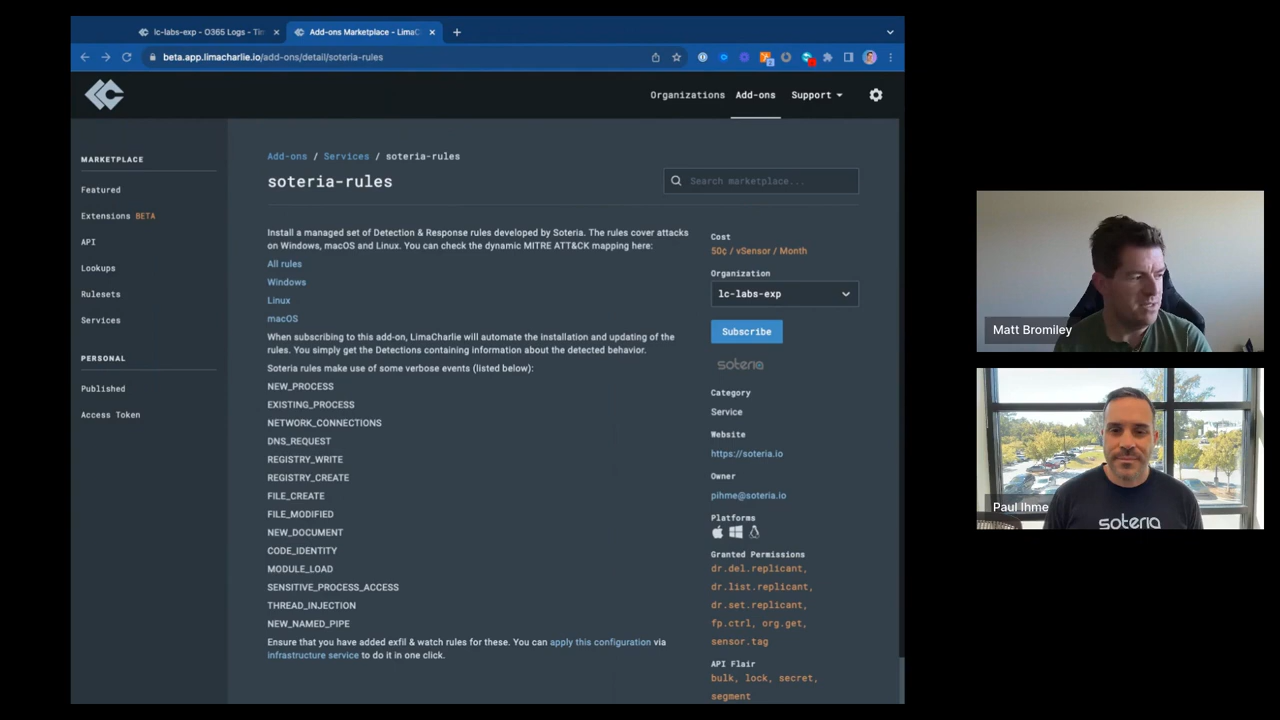 lc-labs-exp - O365 Logs - Tim
Add-ons Marketplace - LimaC
beta.app.limacharlie.io/add-ons/detail/soteria-rules
Organizations
Add-ons
Support
MARKETPLACE
Featured
Extensions BETA
API
Lookups
Rulesets
Services
PERSONAL
Published
Access Token
Add-ons / Services / soteria-rules
soteria-rules
Search marketplace...
Install a managed set of Detection & Response rules developed by Soteria. The rules cover attacks
on Windows, macOS and Linux. You can check the dynamic MITRE ATT&CK mapping here:
All rules
Windows
Linux
macOS
When subscribing to this add-on, LimaCharlie will automate the installation and updating of the
rules. You simply get the Detections containing information about the detected behavior.
Soteria rules make use of some verbose events (listed below):
NEW_PROCESS
EXISTING_PROCESS
NETWORK_CONNECTIONS
DNS_REQUEST
REGISTRY_WRITE
REGISTRY_CREATE
FILE_CREATE
FILE_MODIFIED
NEW_DOCUMENT
CODE_IDENTITY
MODULE_LOAD
SENSITIVE_PROCESS_ACCESS
THREAD_INJECTION
NEW_NAMED_PIPE
Ensure that you have added exfil & watch rules for these. You can apply this configuration via
infrastructure service to do it in one click.
Cost
50¢ / vSensor / Month
Organization
lc-labs-exp
Subscribe
soteria
Category
Service
Website
https://soteria.io
Owner
pihme@soteria.io
Platforms
Granted Permissions
dr.del.replicant,
dr.list.replicant,
dr.set.replicant,
fp.ctrl, org.get,
sensor.tag
API Flair
bulk, lock, secret,
segment
Matt Bromiley
Paul Ihme
soteria